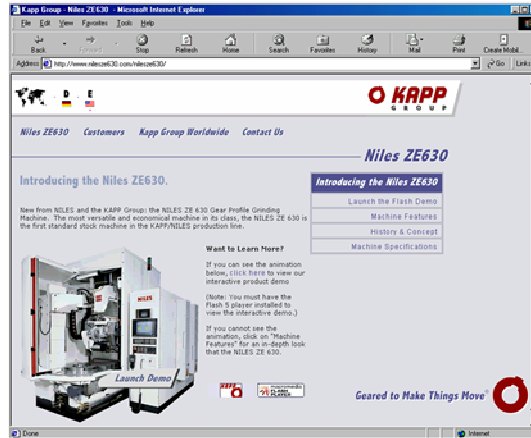 Kapp Group - Niles ZE630 - Microsoft Internet Explorer
File Edit View Favorites Tools Help
Back Forward Stop Refresh Home Search Favorites History Mail Print Create Mobil...
Address http://www.nilesze630.com/nilesze630/ Go Links
D E
KAPP
GROUP
Niles ZE630 Customers Kapp Group Worldwide Contact Us
Niles ZE630
Introducing the Niles ZE630.
Introducing the Niles ZE630
Launch the Flash Demo
Machine Features
History & Concept
Machine Specifications
New from NILES and the KAPP Group: the NILES ZE 630 Gear Profile Grinding
Machine. The most versatile and economical machine in its class, the NILES ZE 630 is
the first standard stock machine in the KAPP/NILES production line.
Want to Learn More?
If you can see the animation
below, click here to view our
interactive product demo
(Note: You must have the
Flash 5 player installed to
view the interactive demo.)
If you cannot see the
animation, click on "Machine
Features" for an in-depth look
that the NILES ZE 630.
NILES
Launch Demo
KAPP
macromedia
FLASH
PLAYER
Geared to Make Things Move
Done
Internet